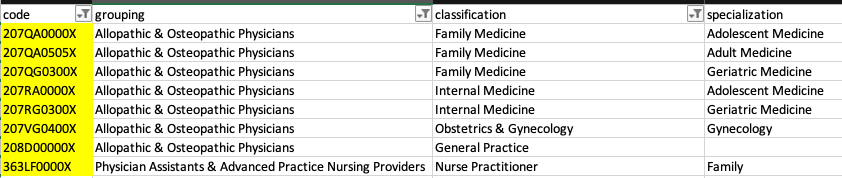 code grouping classification specialization
207QA0000X Allopathic & Osteopathic Physicians Family Medicine Adolescent Medicine
207QA0505X Allopathic & Osteopathic Physicians Family Medicine Adult Medicine
207QG0300X Allopathic & Osteopathic Physicians Family Medicine Geriatric Medicine
207RA0000X Allopathic & Osteopathic Physicians Internal Medicine Adolescent Medicine
207RG0300X Allopathic & Osteopathic Physicians Internal Medicine Geriatric Medicine
207VG0400X Allopathic & Osteopathic Physicians Obstetrics & Gynecology Gynecology
208D00000X Allopathic & Osteopathic Physicians General Practice
363LF0000X Physician Assistants & Advanced Practice Nursing Providers Nurse Practitioner Family